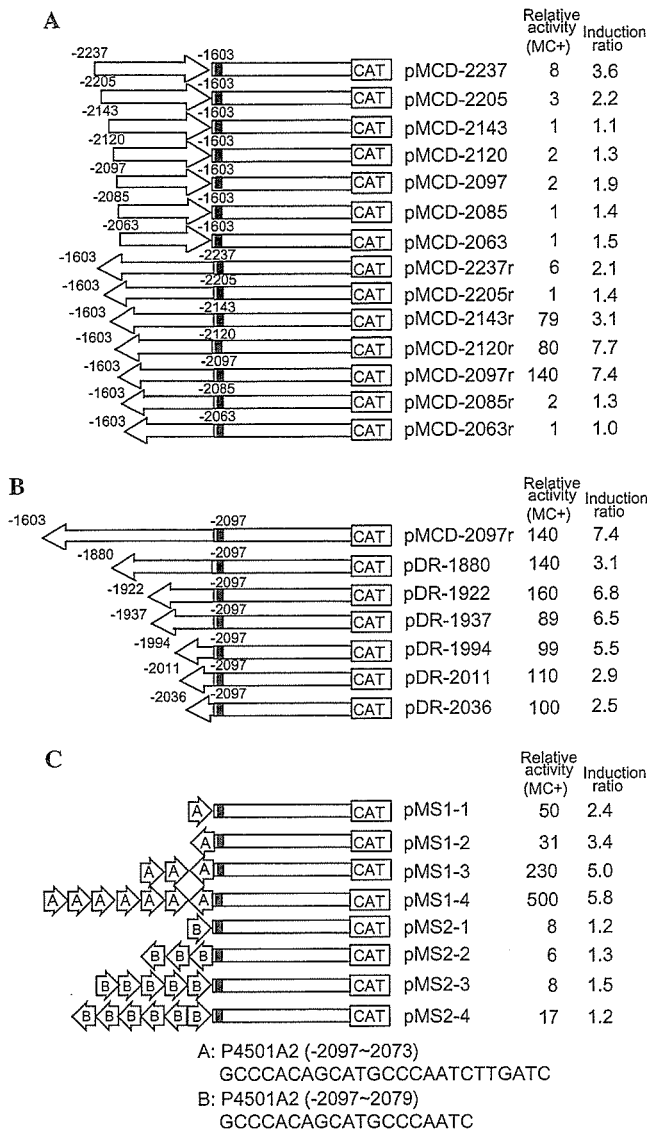 A
Relative activity (MC+) Induction ratio
-2237 -1603 CAT pMCD-2237 8 3.6
-2205 -1603 CAT pMCD-2205 3 2.2
-2143 -1603 CAT pMCD-2143 1 1.1
-2120 -1603 CAT pMCD-2120 2 1.3
-2097 -1603 CAT pMCD-2097 2 1.9
-2085 -1603 CAT pMCD-2085 1 1.4
-2063 -1603 CAT pMCD-2063 1 1.5
-1603 -2237 CAT pMCD-2237r 6 2.1
-1603 -2205 CAT pMCD-2205r 1 1.4
-1603 -2143 CAT pMCD-2143r 79 3.1
-1603 -2120 CAT pMCD-2120r 80 7.7
-1603 -2097 CAT pMCD-2097r 140 7.4
-1603 -2085 CAT pMCD-2085r 2 1.3
-1603 -2063 CAT pMCD-2063r 1 1.0
B
Relative activity (MC+) Induction ratio
-1603 -2097 CAT pMCD-2097r 140 7.4
-1880 -2097 CAT pDR-1880 140 3.1
-1922 -2097 CAT pDR-1922 160 6.8
-1937 -2097 CAT pDR-1937 89 6.5
-1994 -2097 CAT pDR-1994 99 5.5
-2011 -2097 CAT pDR-2011 110 2.9
-2036 -2097 CAT pDR-2036 100 2.5
C
Relative activity (MC+) Induction ratio
A CAT pMS1-1 50 2.4
A CAT pMS1-2 31 3.4
A A A CAT pMS1-3 230 5.0
A A A A A A A CAT pMS1-4 500 5.8
B CAT pMS2-1 8 1.2
B B B CAT pMS2-2 6 1.3
B B B B B CAT pMS2-3 8 1.5
B B B B B B CAT pMS2-4 17 1.2
A: P4501A2 (-2097~2073)
GCCCACAGCATGCCCAATCTTGATC
B: P4501A2 (-2097~2079)
GCCCACAGCATGCCCAATC